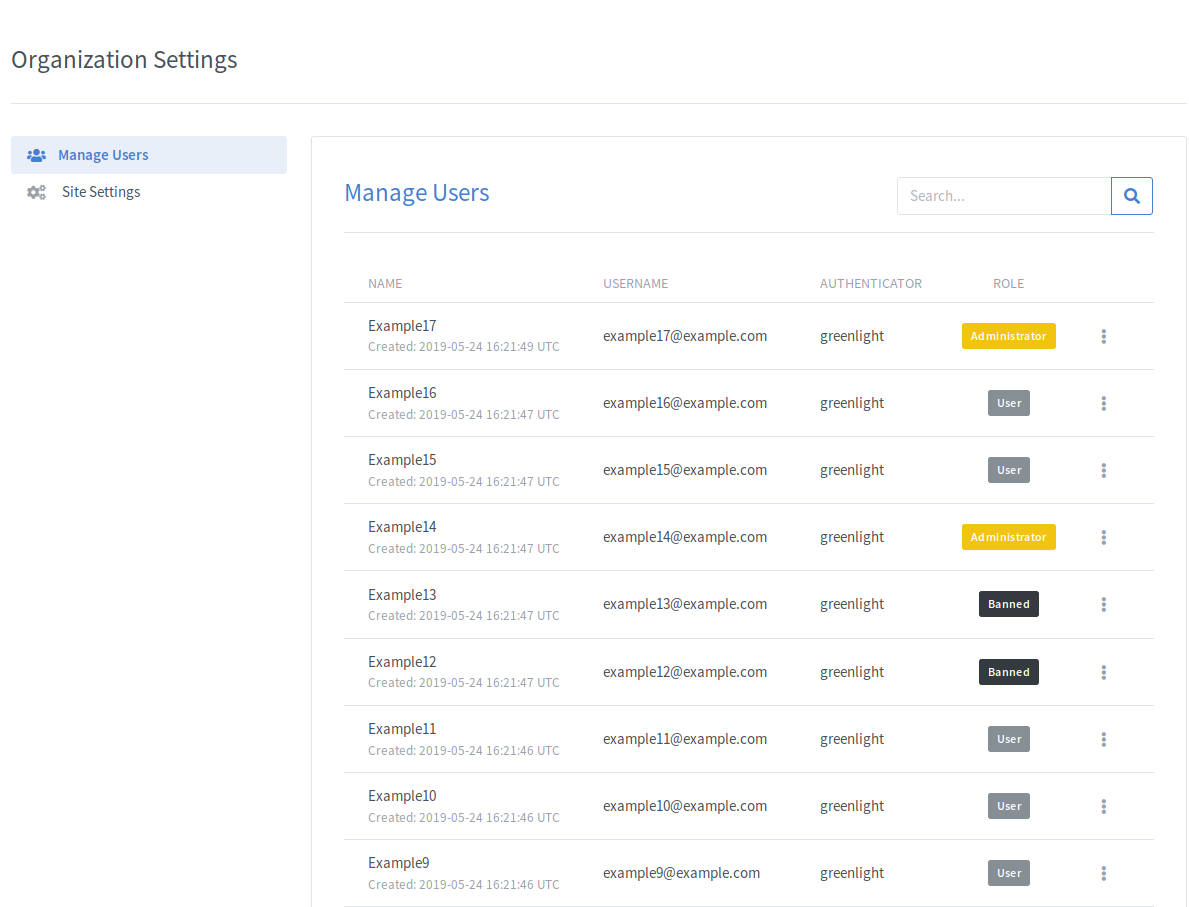 Organization Settings
Manage Users
Site Settings
Manage Users
Search...
NAME USERNAME AUTHENTICATOR ROLE
Example17
Created: 2019-05-24 16:21:49 UTC
example17@example.com greenlight Administrator
Example16
Created: 2019-05-24 16:21:47 UTC
example16@example.com greenlight User
Example15
Created: 2019-05-24 16:21:47 UTC
example15@example.com greenlight User
Example14
Created: 2019-05-24 16:21:47 UTC
example14@example.com greenlight Administrator
Example13
Created: 2019-05-24 16:21:47 UTC
example13@example.com greenlight Banned
Example12
Created: 2019-05-24 16:21:47 UTC
example12@example.com greenlight Banned
Example11
Created: 2019-05-24 16:21:46 UTC
example11@example.com greenlight User
Example10
Created: 2019-05-24 16:21:46 UTC
example10@example.com greenlight User
Example9
Created: 2019-05-24 16:21:46 UTC
example9@example.com greenlight User